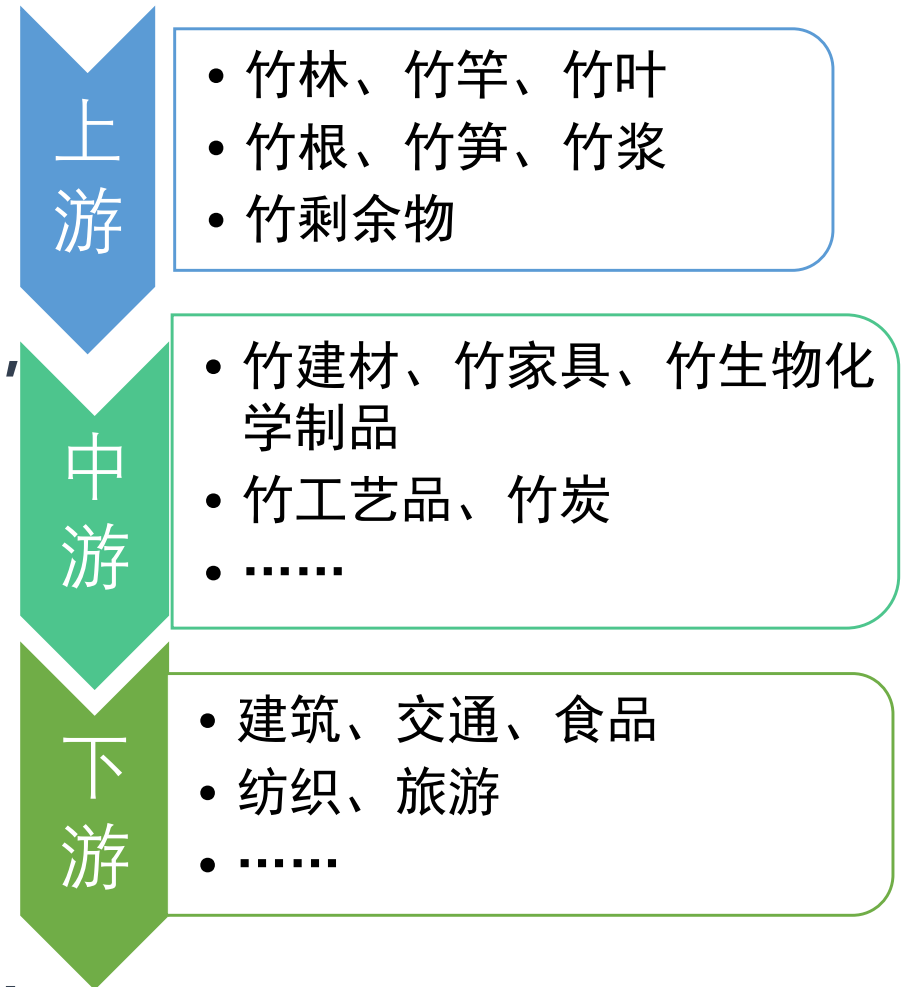 上游
• 竹林、竹竿、竹叶
• 竹根、竹笋、竹浆
• 竹剩余物
中游
• 竹建材、竹家具、竹生物化
学制品
• 竹工艺品、竹炭
• ……
下游
• 建筑、交通、食品
• 纺织、旅游
• ……